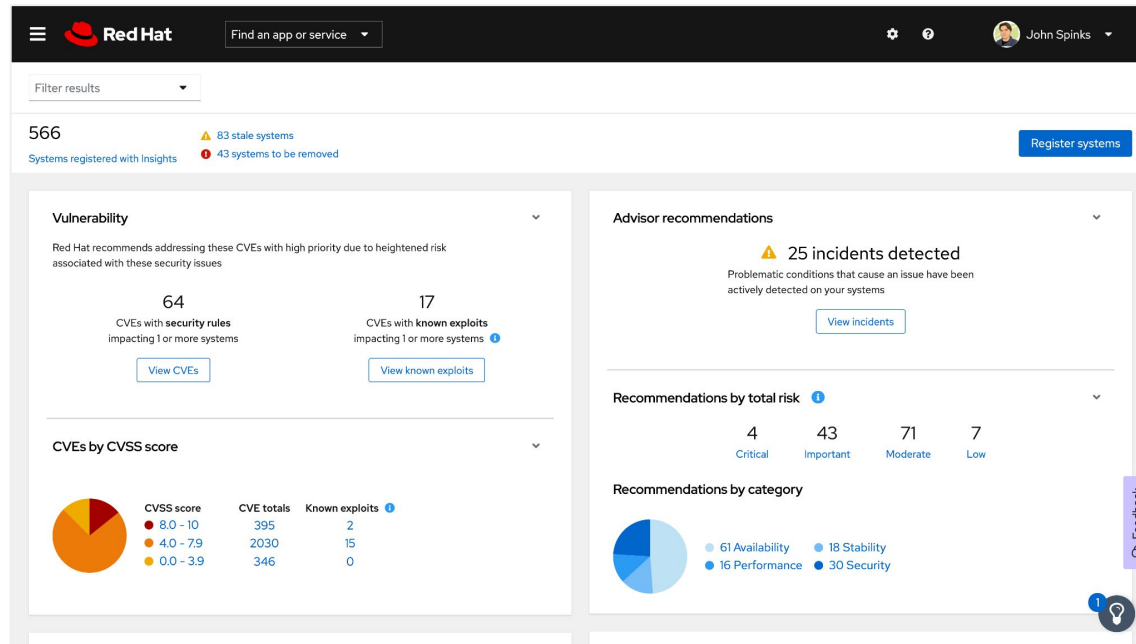 Red Hat
Find an app or service
John Spinks
Filter results
566
Systems registered with Insights
83 stale systems
43 systems to be removed
Register systems
Vulnerability
Red Hat recommends addressing these CVEs with high priority due to heightened risk
associated with these security issues
64
CVEs with security rules
impacting 1 or more systems
View CVEs
17
CVEs with known exploits
impacting 1 or more systems
View known exploits
CVEs by CVSS score
CVSS score CVE totals Known exploits
8.0 - 10 395 2
4.0 - 7.9 2030 15
0.0 - 3.9 346 0
Advisor recommendations
25 incidents detected
Problematic conditions that cause an issue have been
actively detected on your systems
View incidents
Recommendations by total risk
4 43 71 7
Critical Important Moderate Low
Recommendations by category
61 Availability 18 Stability
16 Performance 30 Security
1